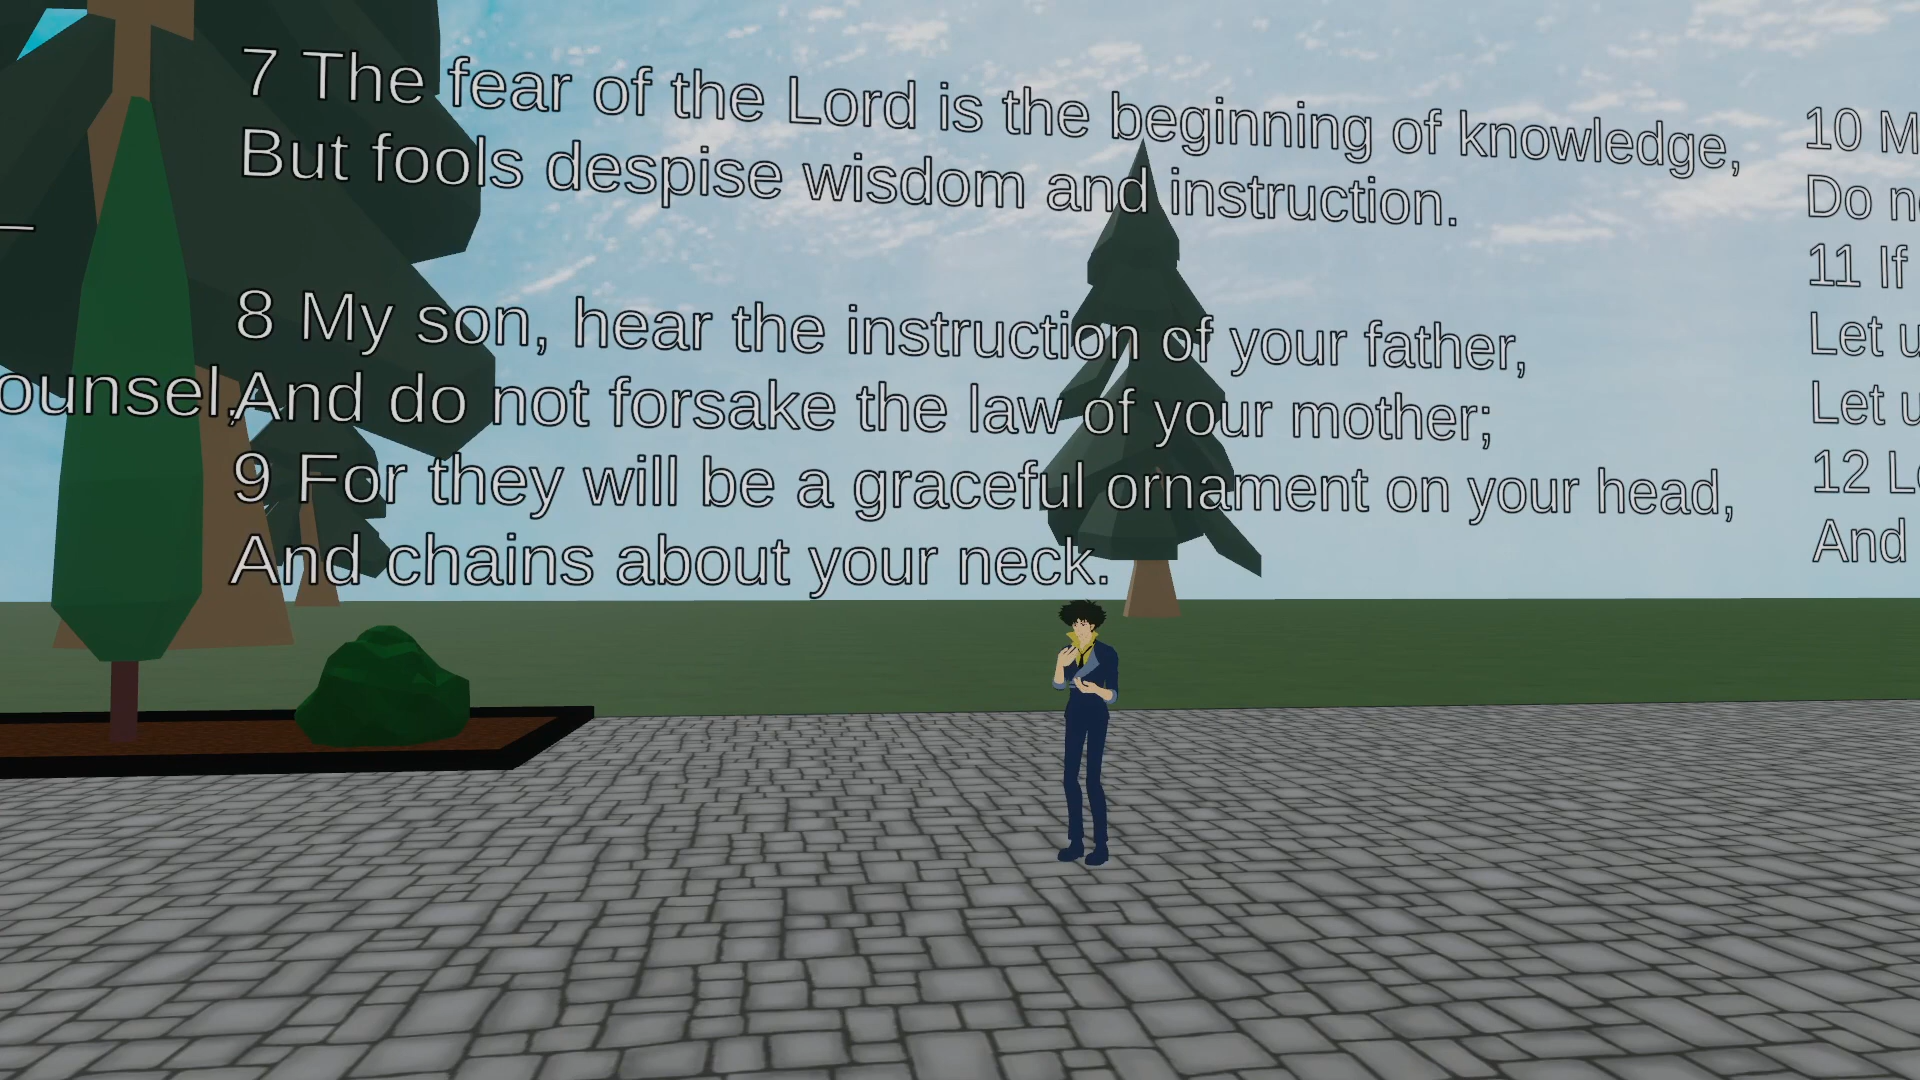 ounsel,
7 The fear of the Lord is the beginning of knowledge,
But fools despise wisdom and instruction.
8 My son, hear the instruction of your father,
And do not forsake the law of your mother;
9 For they will be a graceful ornament on your head,
And chains about your neck.
10 M
Do n
11 If
Let u
Let u
12 L
And